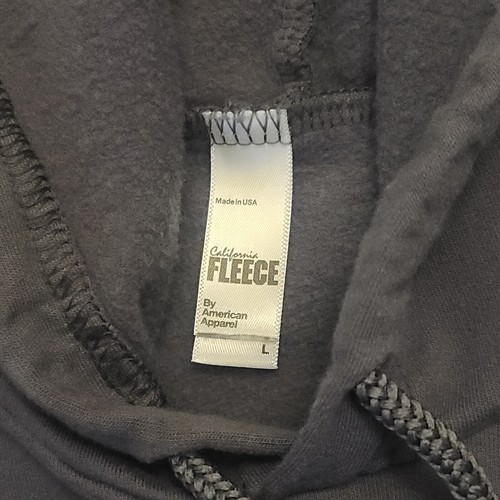 Made in USA
California
FLEECE
By
American
Apparel
L